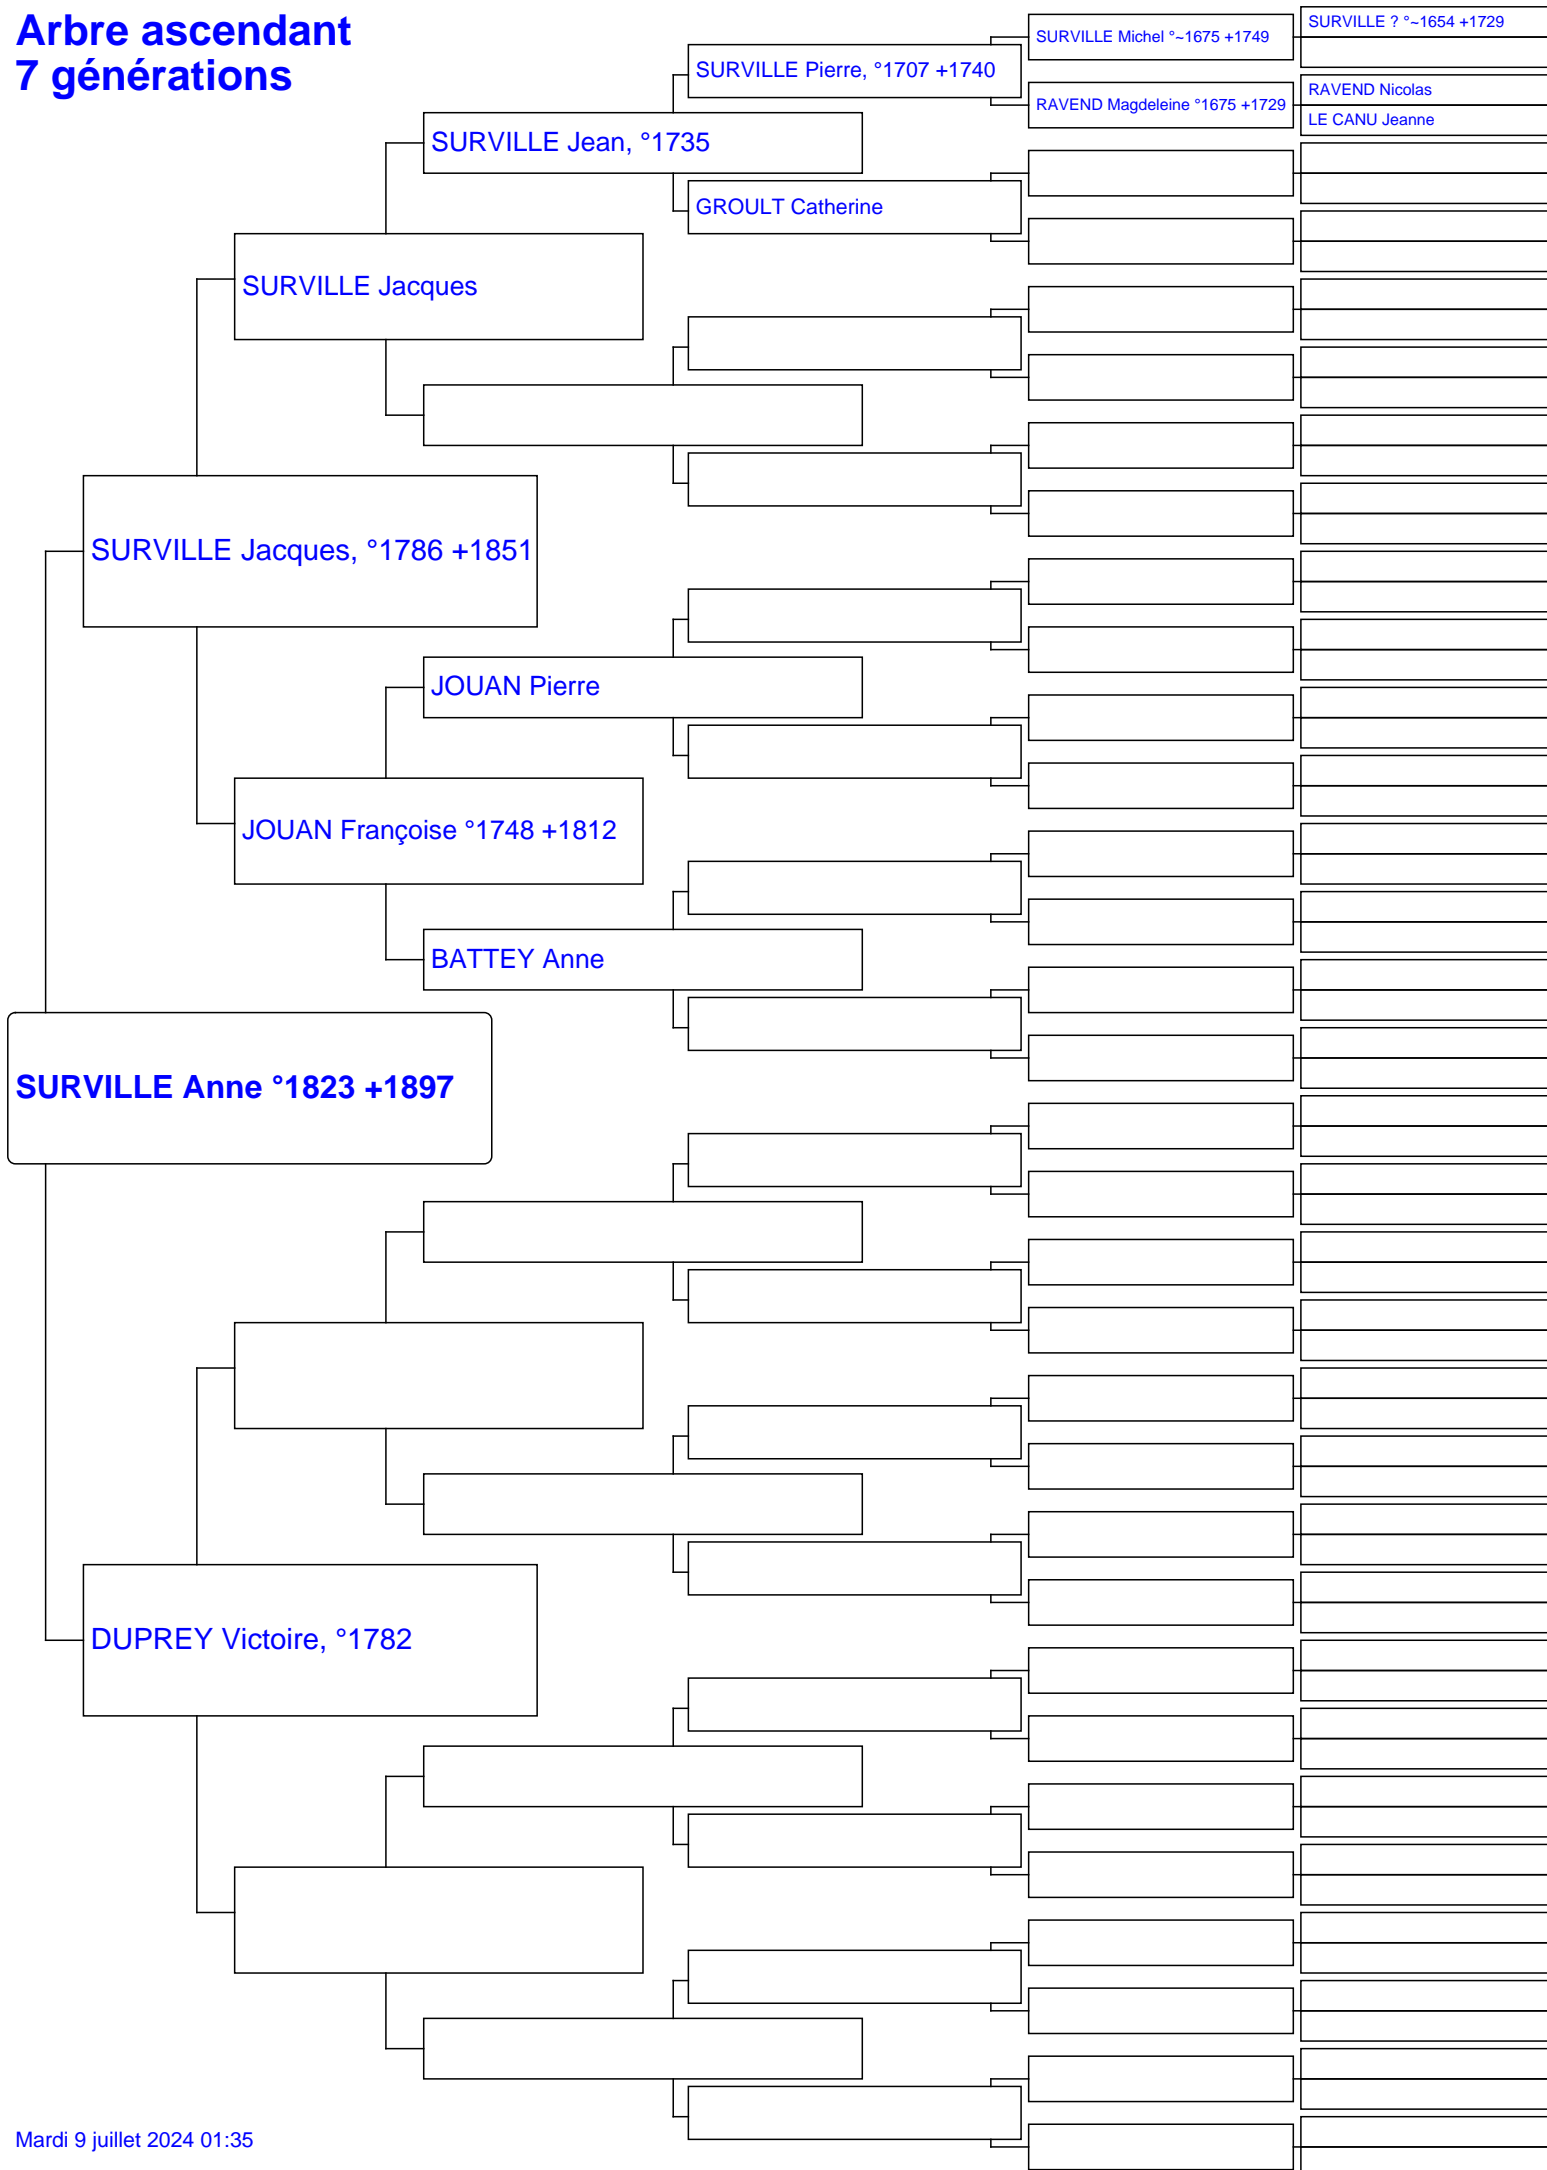 Arbre ascendant
7 générations
SURVILLE ? °~1654 +1729
SURVILLE Michel °~1675 +1749
SURVILLE Pierre, °1707 +1740
RAVEND Nicolas
RAVEND Magdeleine °1675 +1729
LE CANU Jeanne
SURVILLE Jean, °1735
GROULT Catherine
SURVILLE Jacques
SURVILLE Jacques, °1786 +1851
JOUAN Pierre
JOUAN Françoise °1748 +1812
BATTEY Anne
SURVILLE Anne °1823 +1897
DUPREY Victoire, °1782
Mardi 9 juillet 2024 01:35